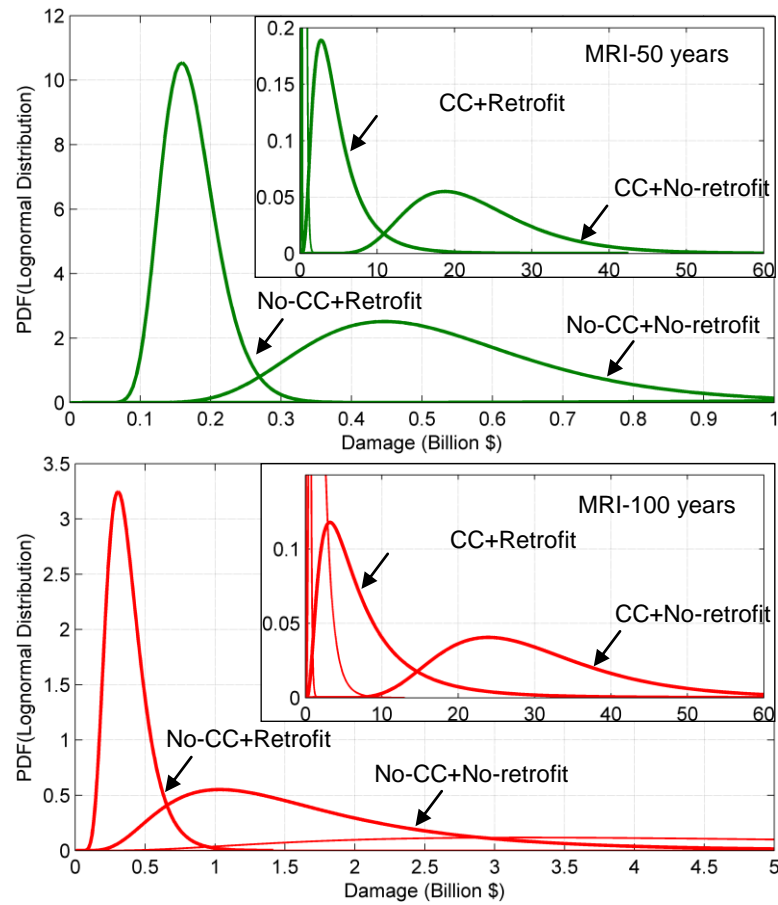 12
10
8
6
4
2
0
PDF(Lognormal Distribution)
0 0.1 0.2 0.3 0.4 0.5 0.6 0.7 0.8 0.9 1
Damage (Billion $)
No-CC+Retrofit
No-CC+No-retrofit
0.2
0.15
0.1
0.05
0
0 10 20 30 40 50 60
MRI-50 years
CC+Retrofit
CC+No-retrofit
3.5
3
2.5
2
1.5
1
0.5
0
PDF(Lognormal Distribution)
0 0.5 1 1.5 2 2.5 3 3.5 4 4.5 5
Damage (Billion $)
No-CC+Retrofit
No-CC+No-retrofit
0.1
0.05
0
0 10 20 30 40 50 60
MRI-100 years
CC+Retrofit
CC+No-retrofit